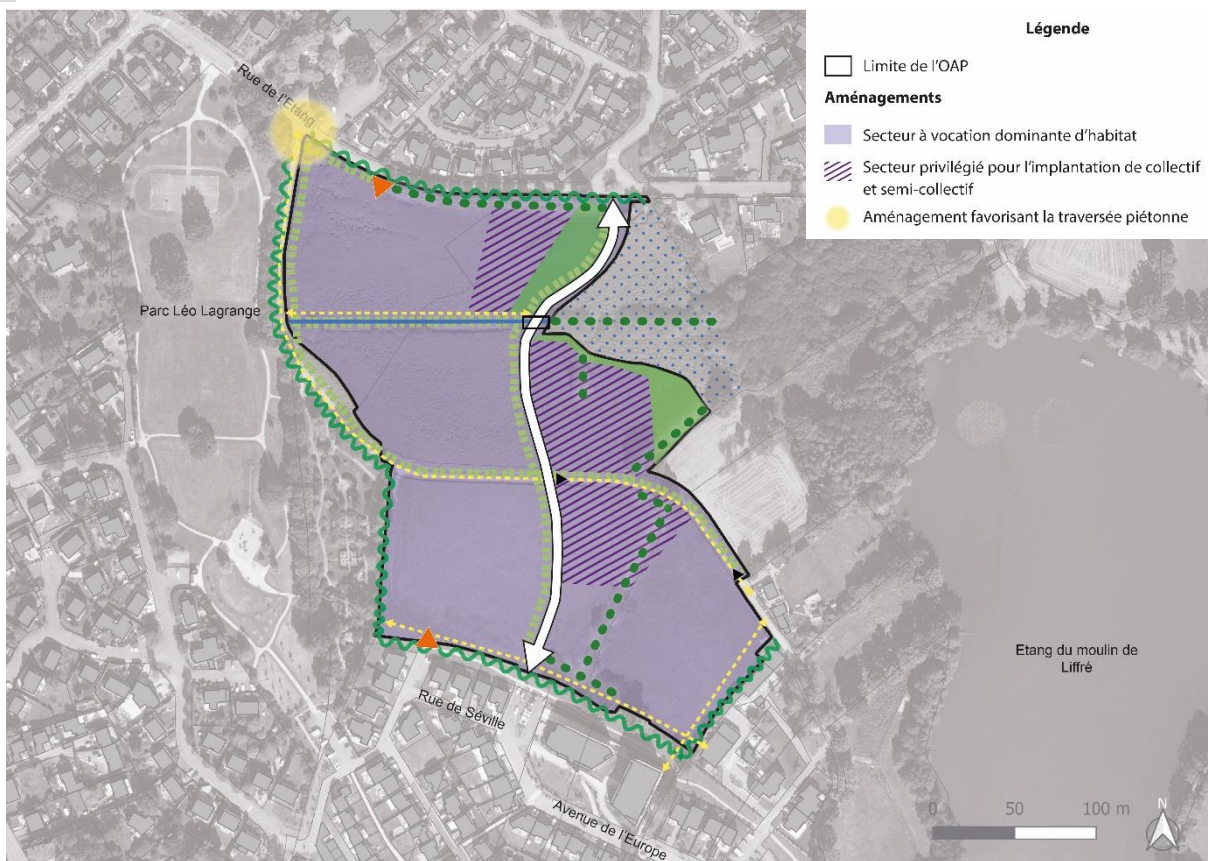 Légende
Limite de l'OAP
Aménagements
Secteur à vocation dominante d'habitat
Secteur privilégié pour l'implantation de collectif
et semi-collectif
Aménagement favorisant la traversée piétonne
Rue de l'Etang
Parc Léo Lagrange
Etang du moulin de
Liffré
Rue de Séville
Avenue de l'Europe
0 50 100 m
N